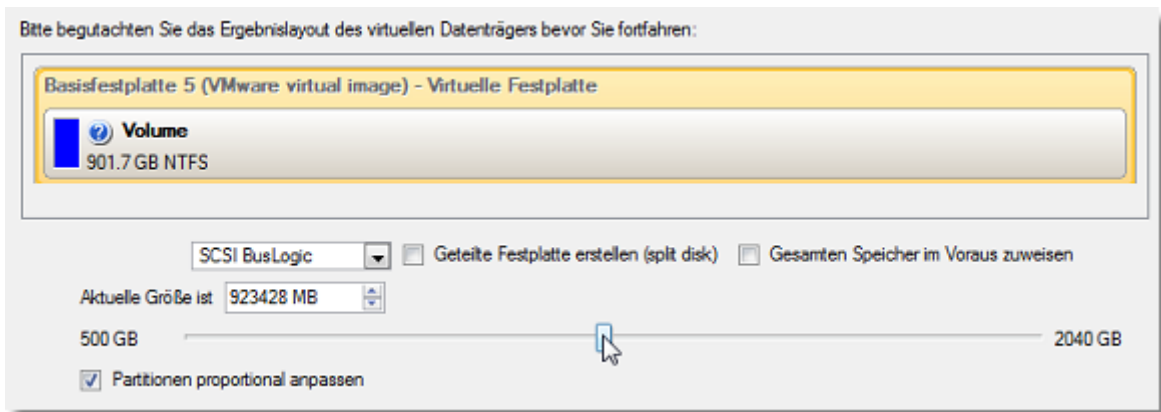 Bitte begutachten Sie das Ergebnislayout des virtuellen Datenträgers bevor Sie fortfahren:
Basisfestplatte 5 (VMware virtual image) - Virtuelle Festplatte
Volume
901.7 GB NTFS
SCSI BusLogic Geteilte Festplatte erstellen (split disk) Gesamten Speicher im Voraus zuweisen
Aktuelle Größe ist 923428 MB
500 GB 2040 GB
Partitionen proportional anpassen